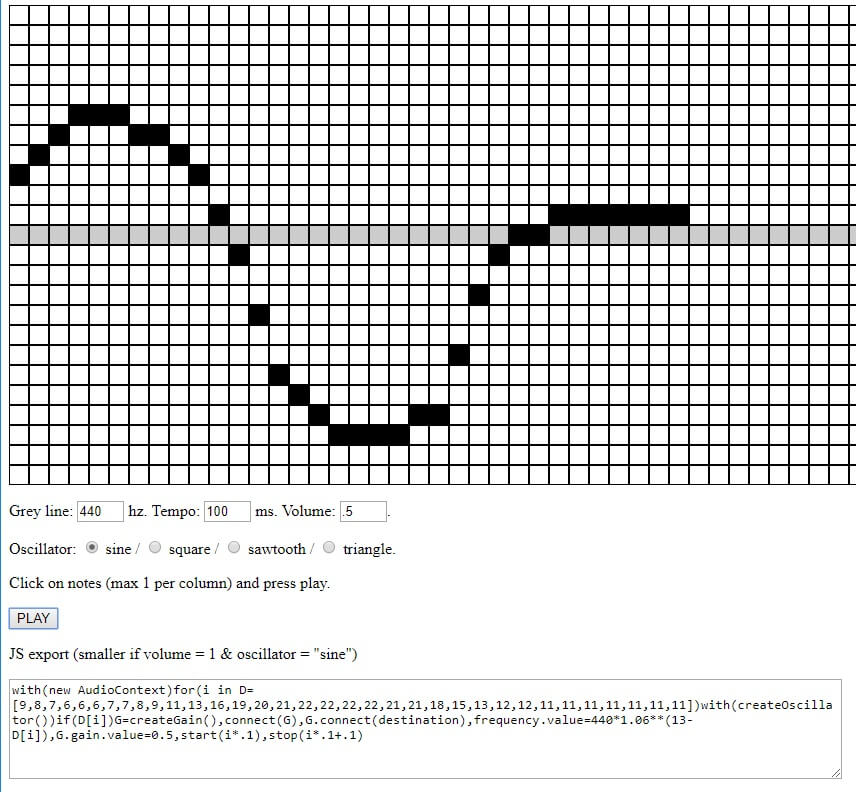 Grey line: 440 hz. Tempo: 100 ms. Volume: .5 .
Oscillator: sine / square / sawtooth / triangle.
Click on notes (max 1 per column) and press play.
PLAY
JS export (smaller if volume = 1 & oscillator = "sine")
with(new AudioContext)for(i in D=
[9,8,7,6,6,6,7,7,8,9,11,13,16,19,20,21,22,22,22,22,21,21,18,15,13,12,12,11,11,11,11,11,11,11])with(createOscilla
tor())if(D[i])G=createGain(),connect(G),G.connect(destination),frequency.value=440*1.06**(13-
D[i]),G.gain.value=0.5,start(i*.1),stop(i*.1+.1)